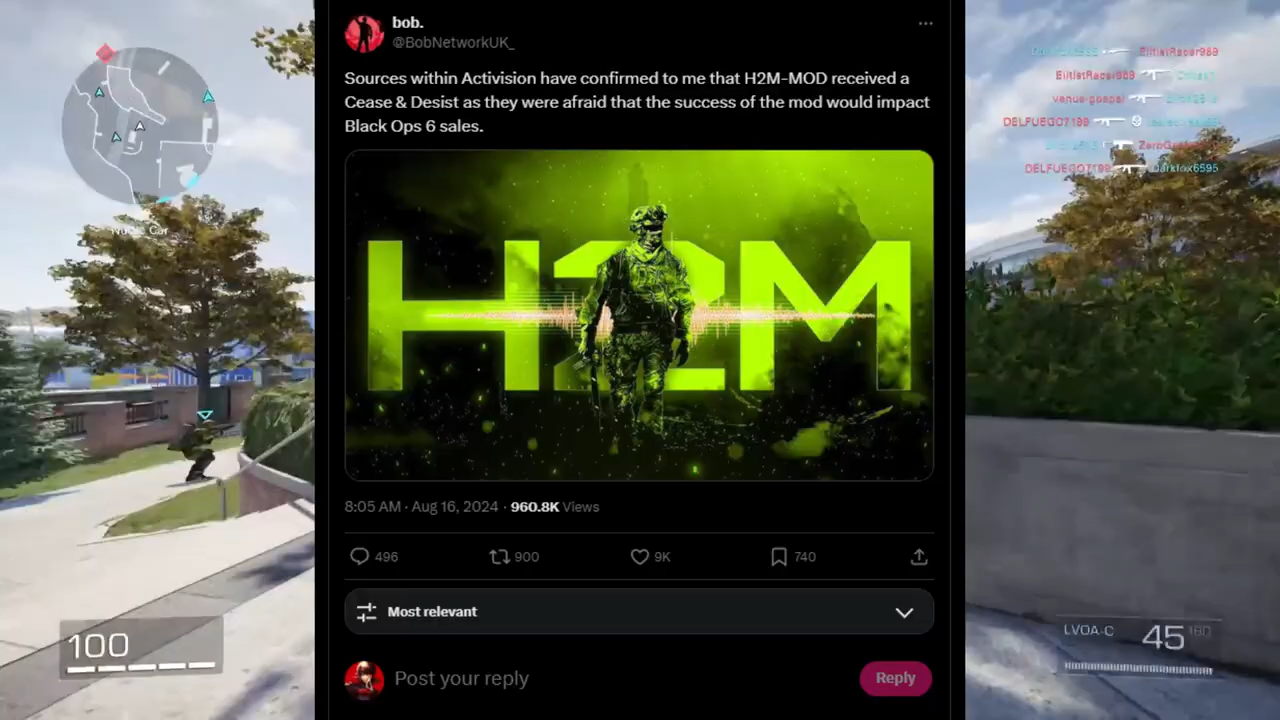 bob.
@BobNetworkUK_
Sources within Activision have confirmed to me that H2M-MOD received a
Cease & Desist as they were afraid that the success of the mod would impact
Black Ops 6 sales.
H2M
8:05 AM · Aug 16, 2024 · 960.8K Views
496 900 9K 740
Most relevant
Post your reply
Reply
EliteRacer989
EliteRacer989
DELFUEGO7199
DELFUEGO7199 Darkfox6595
100
LVOA-C 45 180